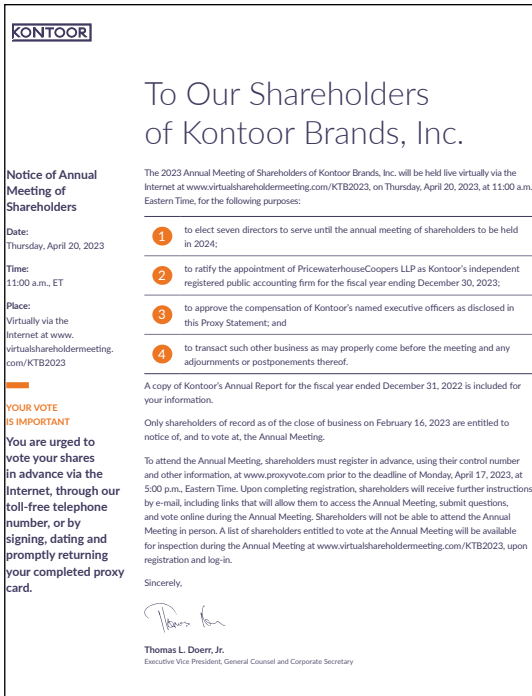 KONTOOR
To Our Shareholders
of Kontoor Brands, Inc.
Notice of Annual
Meeting of
Shareholders
Date:
Thursday, April 20, 2023
Time:
11:00 a.m., ET
Place:
Virtually via the
Internet at www.
virtualshareholdermeeting.
com/KTB2023
YOUR VOTE
IS IMPORTANT
You are urged to
vote your shares
in advance via the
Internet, through our
toll-free telephone
number, or by
signing, dating and
promptly returning
your completed proxy
card.
The 2023 Annual Meeting of Shareholders of Kontoor Brands, Inc. will be held live virtually via the
Internet at www.virtualshareholdermeeting.com/KTB2023, on Thursday, April 20, 2023, at 11:00 a.m.
Eastern Time, for the following purposes:
1 to elect seven directors to serve until the annual meeting of shareholders to be held
in 2024;
2 to ratify the appointment of PricewaterhouseCoopers LLP as Kontoor's independent
registered public accounting firm for the fiscal year ending December 30, 2023;
3 to approve the compensation of Kontoor's named executive officers as disclosed in
this Proxy Statement; and
4 to transact such other business as may properly come before the meeting and any
adjournments or postponements thereof.
A copy of Kontoor's Annual Report for the fiscal year ended December 31, 2022 is included for
your information.
Only shareholders of record as of the close of business on February 16, 2023 are entitled to
notice of, and to vote at, the Annual Meeting.
To attend the Annual Meeting, shareholders must register in advance, using their control number
and other information, at www.proxyvote.com prior to the deadline of Monday, April 17, 2023, at
5:00 p.m., Eastern Time. Upon completing registration, shareholders will receive further instructions
by e-mail, including links that will allow them to access the Annual Meeting, submit questions,
and vote online during the Annual Meeting. Shareholders will not be able to attend the Annual
Meeting in person. A list of shareholders entitled to vote at the Annual Meeting will be available
for inspection during the Annual Meeting at www.virtualshareholdermeeting.com/KTB2023, upon
registration and log-in.
Sincerely,
Thomas L. Doerr, Jr.
Executive Vice President, General Counsel and Corporate Secretary